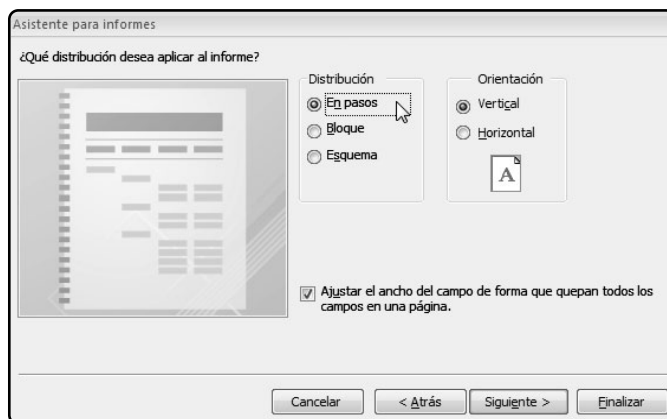 Asistente para informes
¿Qué distribución desea aplicar al informe?
Distribución
En pasos
Bloque
Esquema
Orientación
Vertical
Horizontal
A
Ajustar el ancho del campo de forma que quepan todos los
campos en una página.
Cancelar
< Atrás
Siguiente >
Finalizar